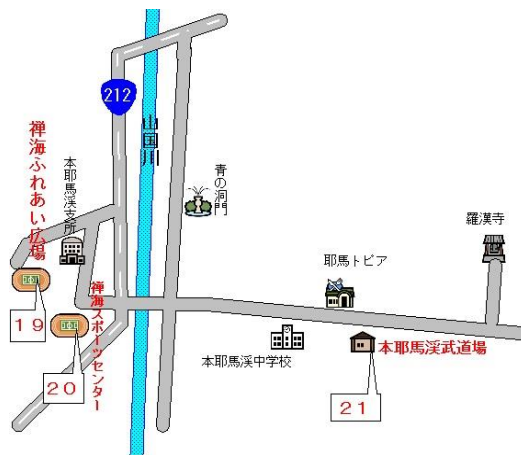 212
山国川
禅海ふれあい広場
本耶馬渓支所
青の洞門
羅漢寺
耶馬トピア
19
禅海スポーツセンター
20
本耶馬渓中学校
本耶馬渓武道場
21